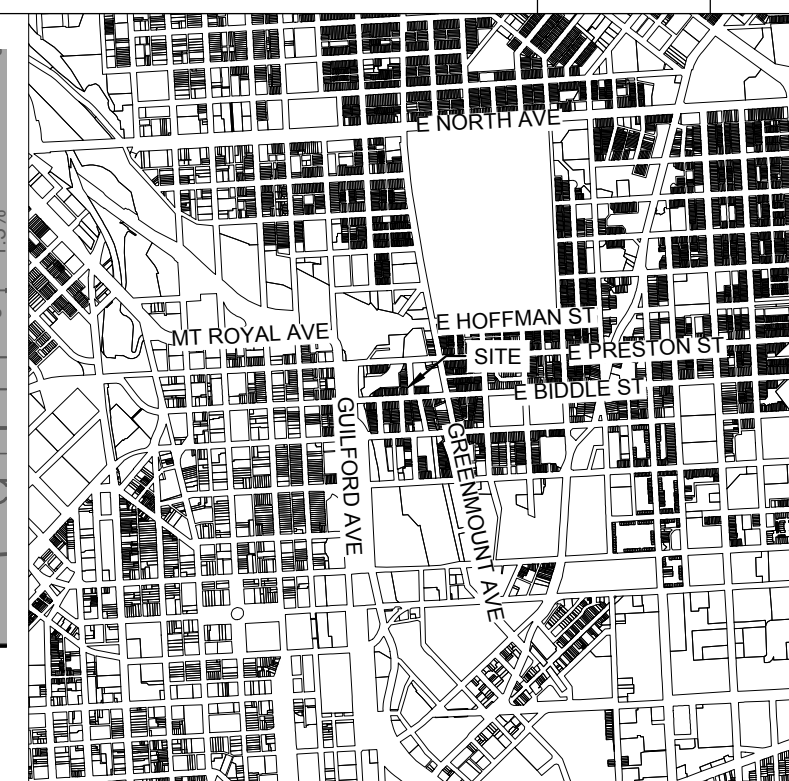 E NORTH AVE
E HOFFMAN ST
MT ROYAL AVE
SITE
E PRESTON ST
E BIDDLE ST
GUILFORD AVE
GREENMOUNT AVE